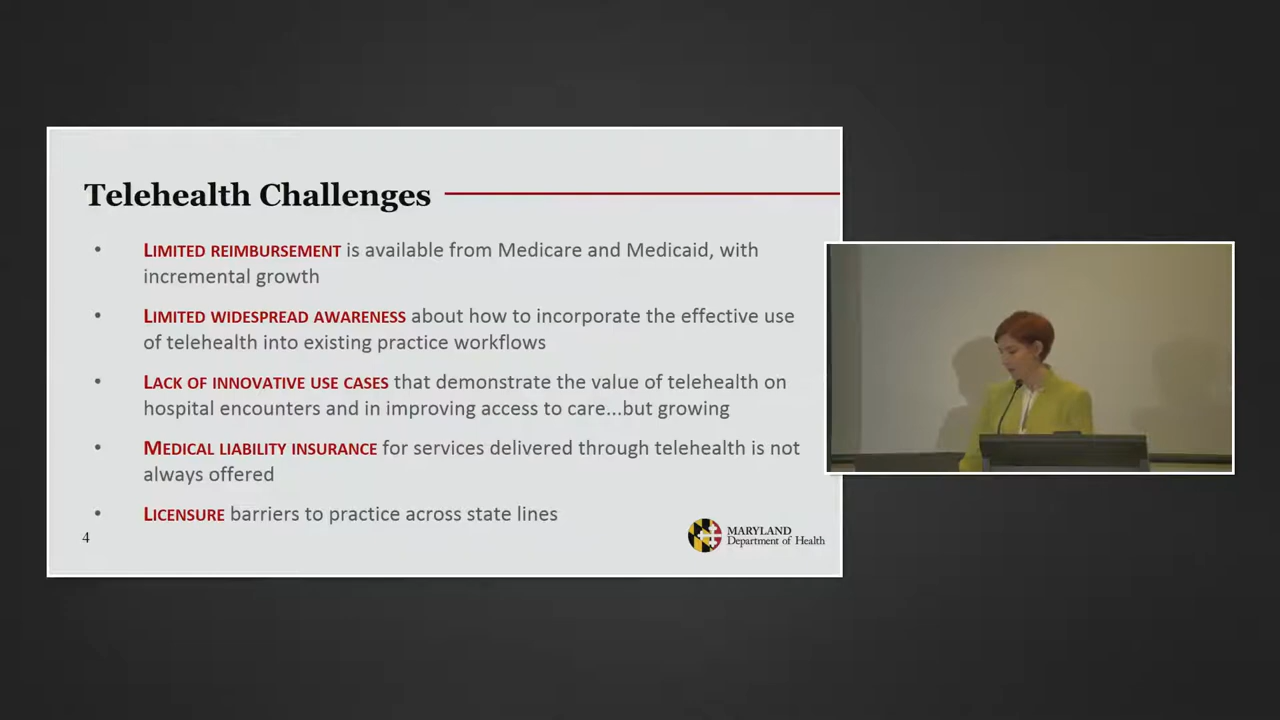 Telehealth Challenges
• LIMITED REIMBURSEMENT is available from Medicare and Medicaid, with
incremental growth
• LIMITED WIDESPREAD AWARENESS about how to incorporate the effective use
of telehealth into existing practice workflows
• LACK OF INNOVATIVE USE CASES that demonstrate the value of telehealth on
hospital encounters and in improving access to care...but growing
• MEDICAL LIABILITY INSURANCE for services delivered through telehealth is not
always offered
• LICENSURE barriers to practice across state lines
4
MARYLAND
Department of Health